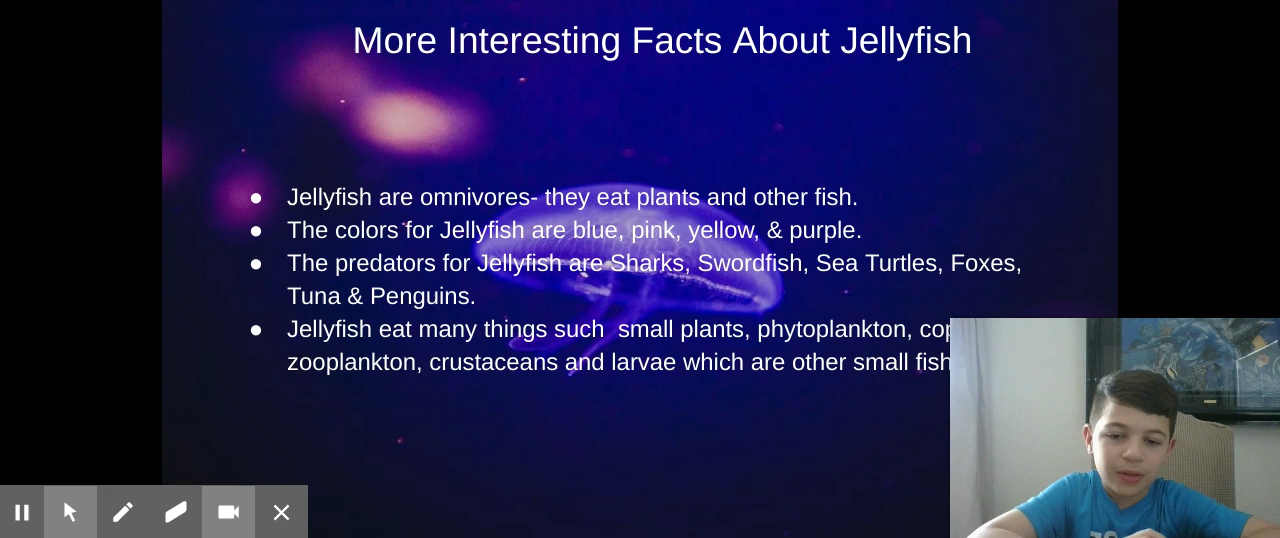 More Interesting Facts About Jellyfish
● Jellyfish are omnivores- they eat plants and other fish.
● The colors for Jellyfish are blue, pink, yellow, & purple.
● The predators for Jellyfish are Sharks, Swordfish, Sea Turtles, Foxes,
Tuna & Penguins.
● Jellyfish eat many things such  small plants, phytoplankton,
zooplankton, crustaceans and larvae which are other small fish